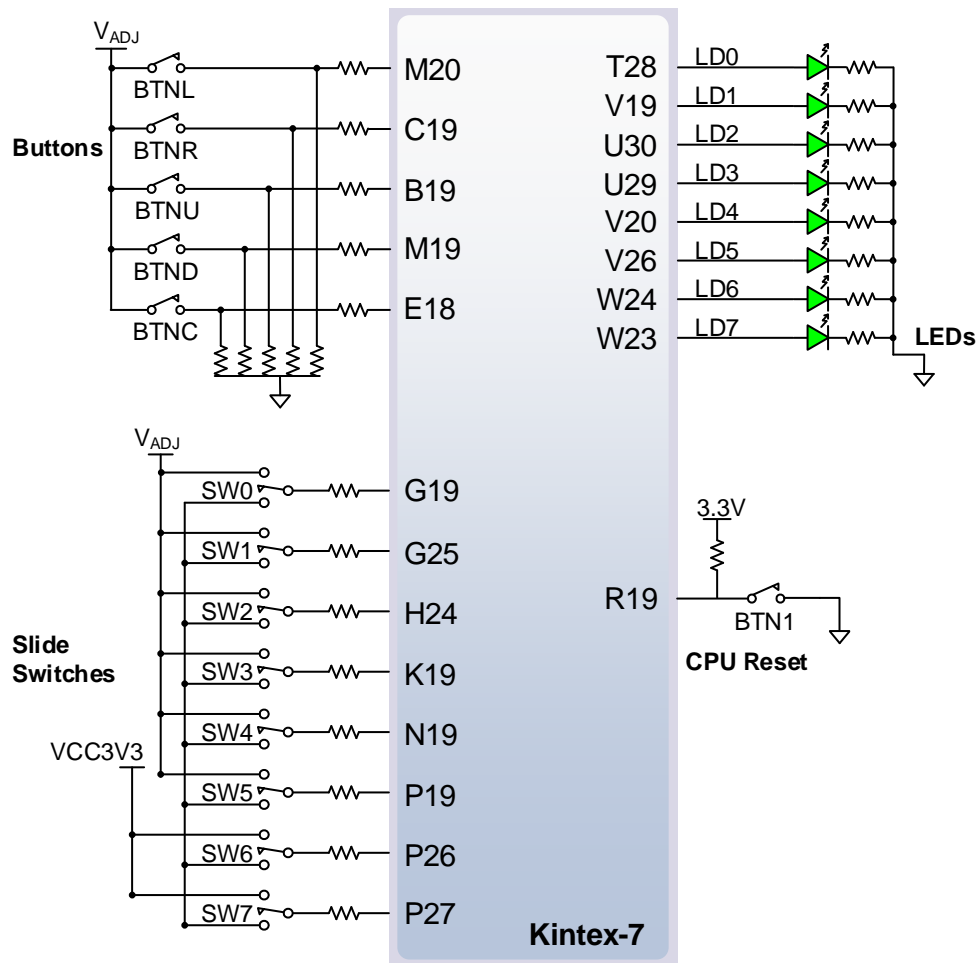 VADJ
BTNL
M20
BTNR
C19
Buttons
BTNU
B19
BTND
M19
BTNC
E18
T28
LD0
V19
LD1
U30
LD2
U29
LD3
V20
LD4
V26
LD5
W24
LD6
W23
LD7
LEDs
VADJ
SW0
G19
SW1
G25
SW2
H24
Slide
Switches
SW3
K19
SW4
N19
VCC3V3
SW5
P19
SW6
P26
SW7
P27
3.3V
R19
BTN1
CPU Reset
Kintex-7